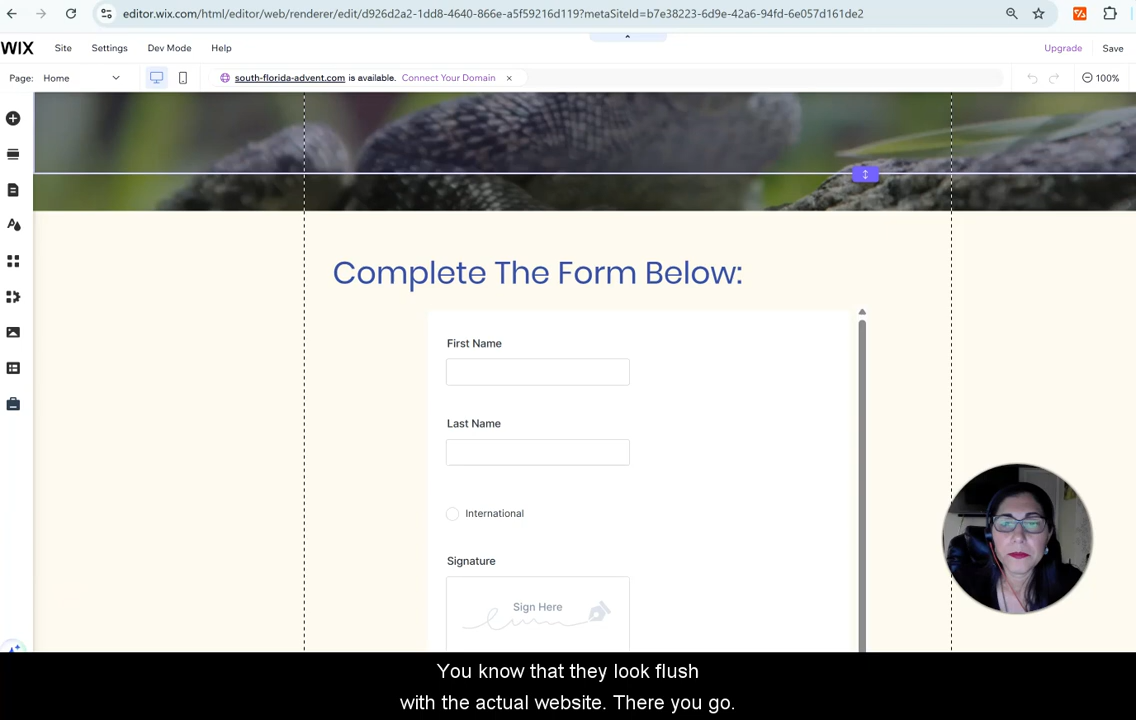 editor.wix.com/html/editor/web/renderer/edit/d926d2a2-1dd8-4640-866e-a5f59216d119?metaSiteId=b7e38223-6d9e-42a6-94fd-6e057d161de2
WIX Site Settings Dev Mode Help Upgrade Save
Page: Home south-florida-advent.com is available. Connect Your Domain × 100%
Complete The Form Below:
First Name
Last Name
International
Signature
Sign Here
You know that they look flush
with the actual website. There you go.